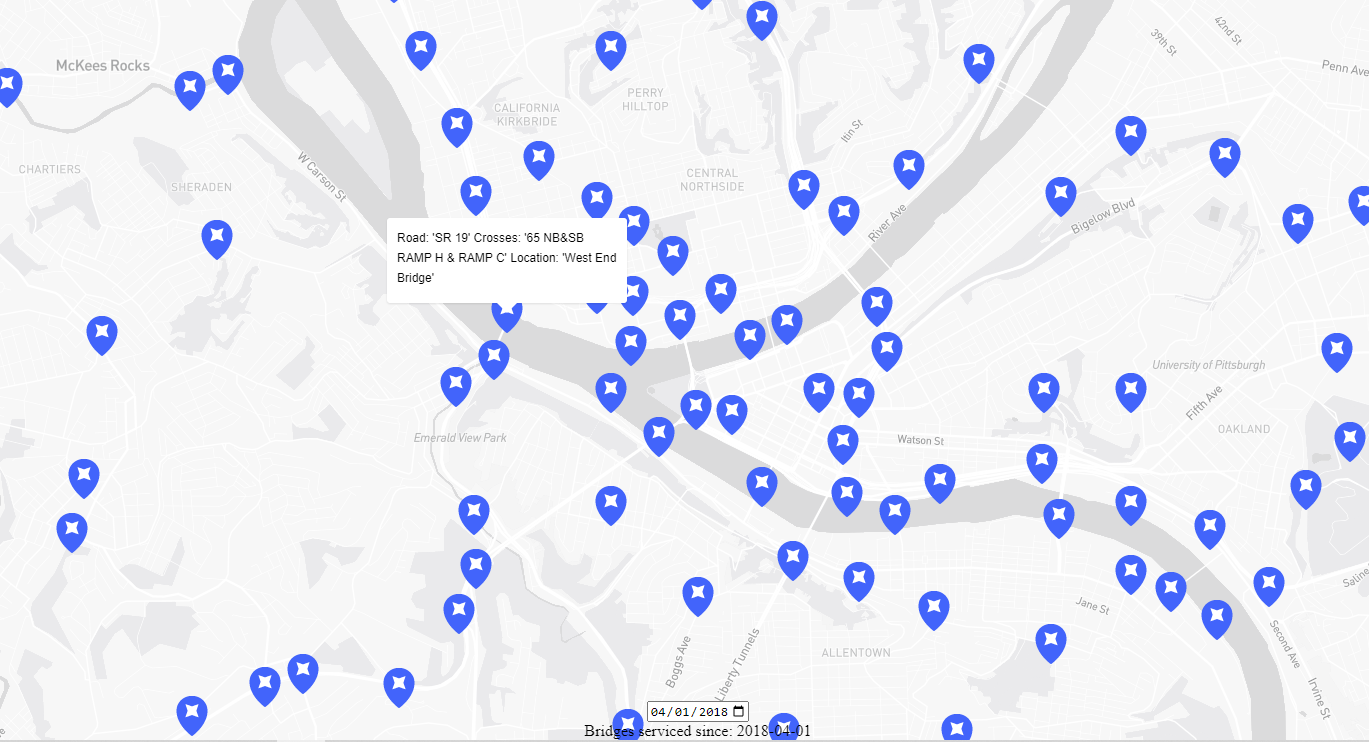 42nd St
39th St
McKees Rocks
Penn Ave
PERRY
HILLTOP
CALIFORNIA
KIRKBRIDE
Itin St
CHARTIERS
W Carson St
SHERADEN
CENTRAL
NORTHSIDE
River Ave
Bigelow Blvd
Road: 'SR 19' Crosses: '65 NB&SB
RAMP H & RAMP C' Location: 'West End
Bridge'
University of Pittsburgh
Fifth Ave
OAKLAND
Emerald View Park
Watson St
Saline
Jane St
Second Ave
Boggs Ave
Liberty Tunnels
ALLENTOWN
Irvine St
04/01/2018
Bridges serviced since: 2018-04-01